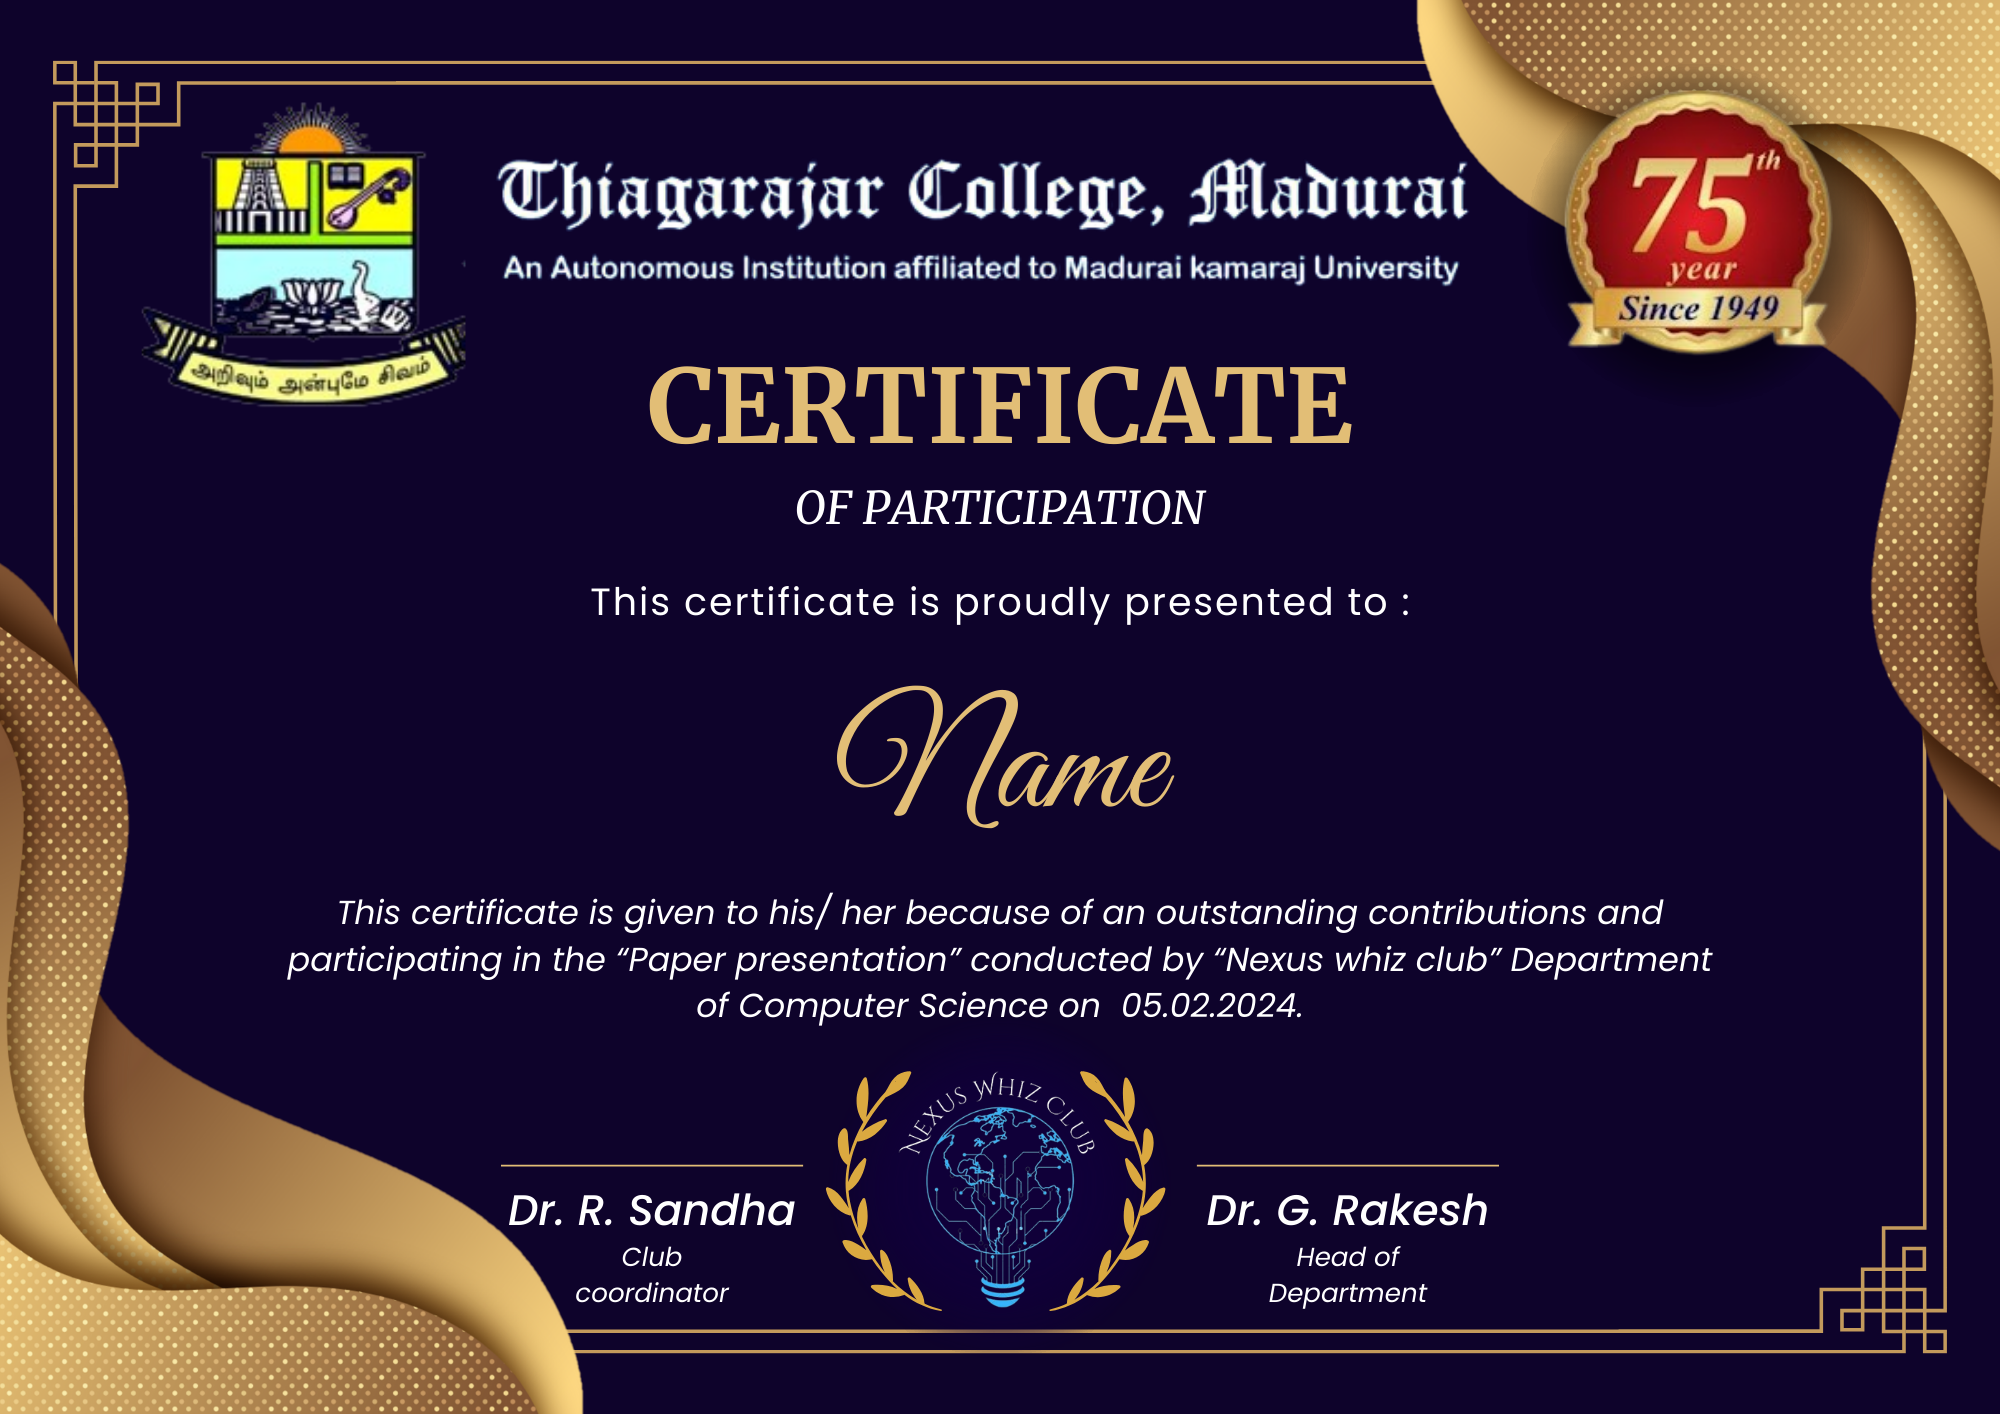 Thiagarajar College, Madurai
An Autonomous Institution affiliated to Madurai kamaraj University
75th
year
Since 1949
அறிவும் அன்புமே சிவம்
CERTIFICATE
OF PARTICIPATION
This certificate is proudly presented to :
Name
This certificate is given to his/ her because of an outstanding contributions and
participating in the “Paper presentation” conducted by “Nexus whiz club” Department
of Computer Science on 05.02.2024.
NEXUS WHIZ CLUB
Dr. R. Sandha
Club
coordinator
Dr. G. Rakesh
Head of
Department